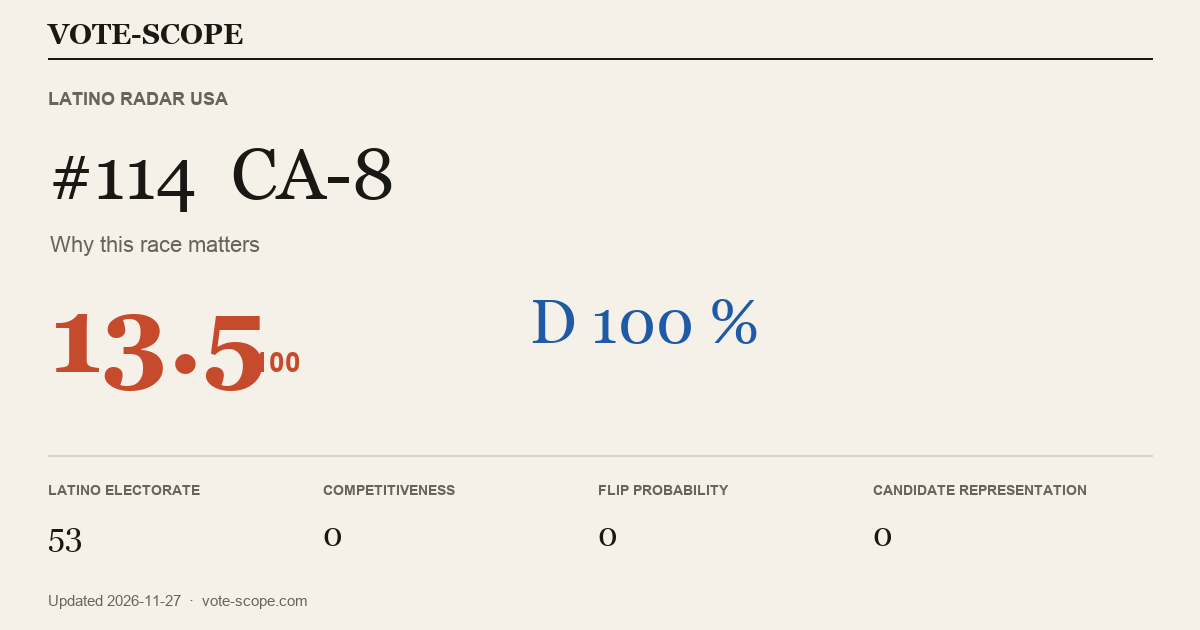 VOTE-SCOPE
LATINO RADAR USA
#114 CA-8
Why this race matters
13.5
100
D 100 %
LATINO ELECTORATE
COMPETITIVENESS
FLIP PROBABILITY
CANDIDATE REPRESENTATION
53
0
0
0
Updated 2026-11-27 · vote-scope.com